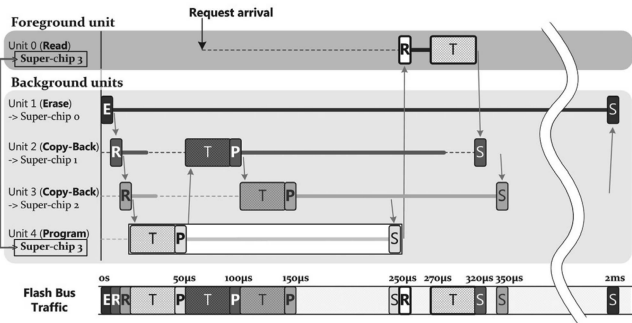 Request arrival
Foreground unit
Unit 0 (Read)
Super-chip 3
R T
Background units
Unit 1 (Erase)
-> Super-chip 0
E S
Unit 2 (Copy-Back)
-> Super-chip 1
R T P S
Unit 3 (Copy-Back)
-> Super-chip 2
R T P S
Unit 4 (Program)
Super-chip 3
T P S
0s 50µs 100µs 150µs 250µs 270µs 320µs 350µs 2ms
Flash Bus
Traffic
E R R T P T P T P S R T S S S